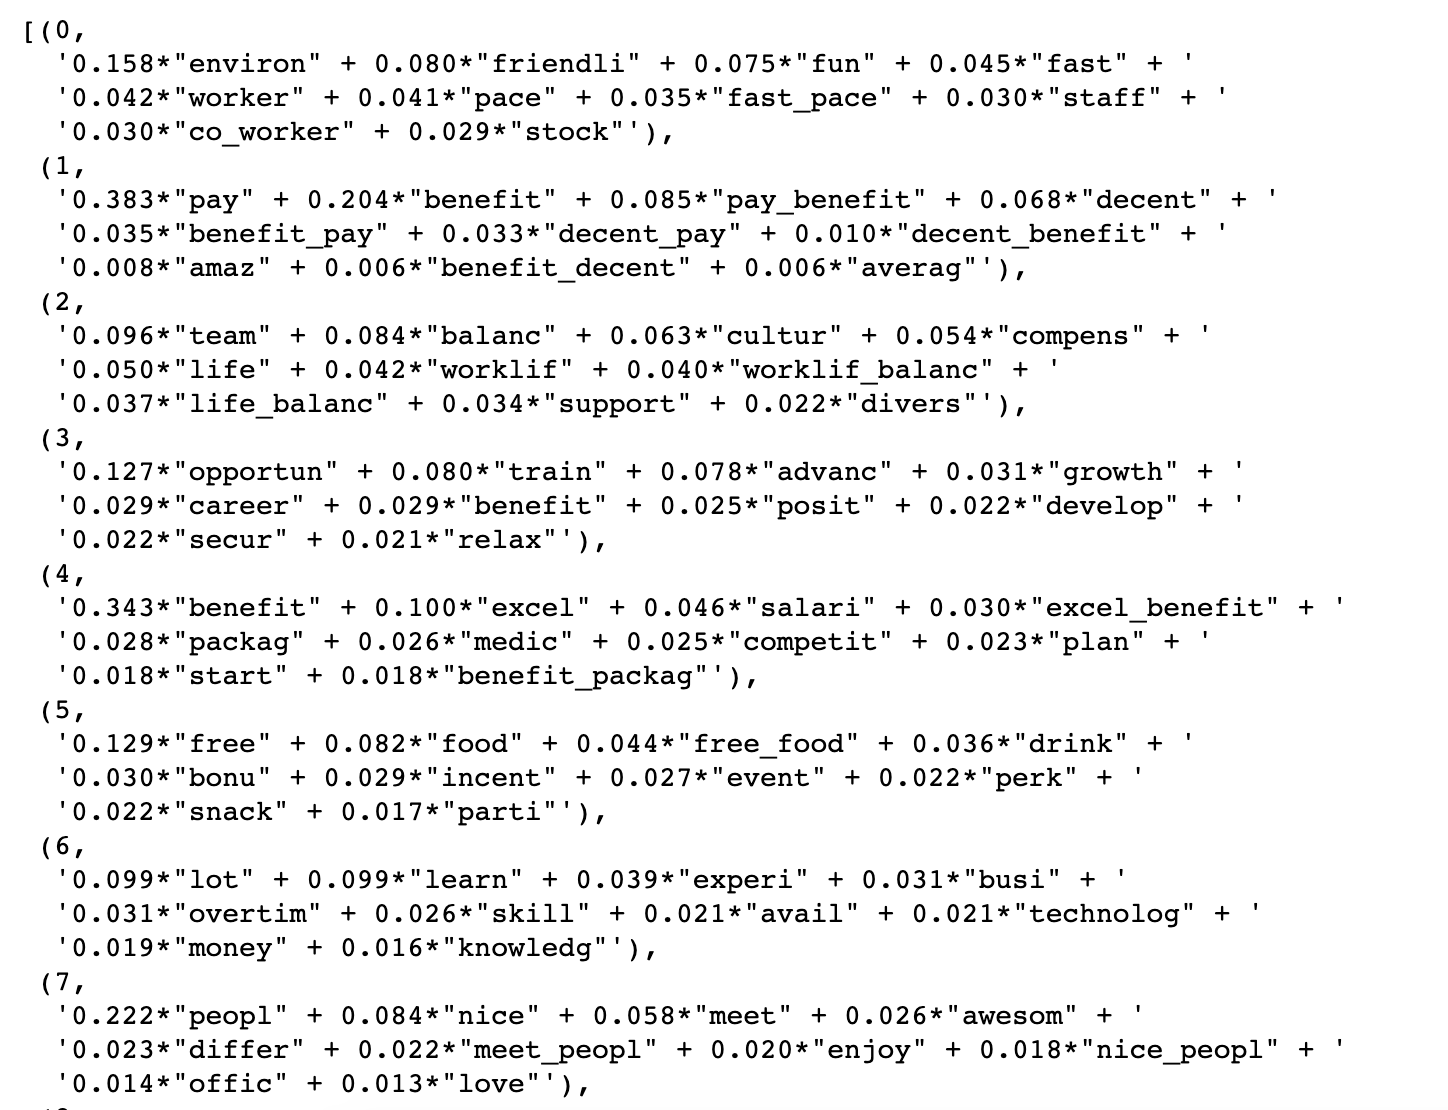 [(0,
'0.158*"environ" + 0.080*"friendli" + 0.075*"fun" + 0.045*"fast" + '
'0.042*"worker" + 0.041*"pace" + 0.035*"fast_pace" + 0.030*"staff" + '
'0.030*"co_worker" + 0.029*"stock"'),
(1,
'0.383*"pay" + 0.204*"benefit" + 0.085*"pay_benefit" + 0.068*"decent" + '
'0.035*"benefit_pay" + 0.033*"decent_pay" + 0.010*"decent_benefit" + '
'0.008*"amaz" + 0.006*"benefit_decent" + 0.006*"averag"'),
(2,
'0.096*"team" + 0.084*"balanc" + 0.063*"cultur" + 0.054*"compens" + '
'0.050*"life" + 0.042*"worklif" + 0.040*"worklif_balanc" + '
'0.037*"life_balanc" + 0.034*"support" + 0.022*"divers"'),
(3,
'0.127*"opportun" + 0.080*"train" + 0.078*"advanc" + 0.031*"growth" + '
'0.029*"career" + 0.029*"benefit" + 0.025*"posit" + 0.022*"develop" + '
'0.022*"secur" + 0.021*"relax"'),
(4,
'0.343*"benefit" + 0.100*"excel" + 0.046*"salari" + 0.030*"excel_benefit" + '
'0.028*"packag" + 0.026*"medic" + 0.025*"competit" + 0.023*"plan" + '
'0.018*"start" + 0.018*"benefit_packag"'),
(5,
'0.129*"free" + 0.082*"food" + 0.044*"free_food" + 0.036*"drink" + '
'0.030*"bonu" + 0.029*"incent" + 0.027*"event" + 0.022*"perk" + '
'0.022*"snack" + 0.017*"parti"'),
(6,
'0.099*"lot" + 0.099*"learn" + 0.039*"experi" + 0.031*"busi" + '
'0.031*"overtim" + 0.026*"skill" + 0.021*"avail" + 0.021*"technolog" + '
'0.019*"money" + 0.016*"knowledg"'),
(7,
'0.222*"peopl" + 0.084*"nice" + 0.058*"meet" + 0.026*"awesom" + '
'0.023*"differ" + 0.022*"meet_peopl" + 0.020*"enjoy" + 0.018*"nice_peopl" + '
'0.014*"offic" + 0.013*"love"'),